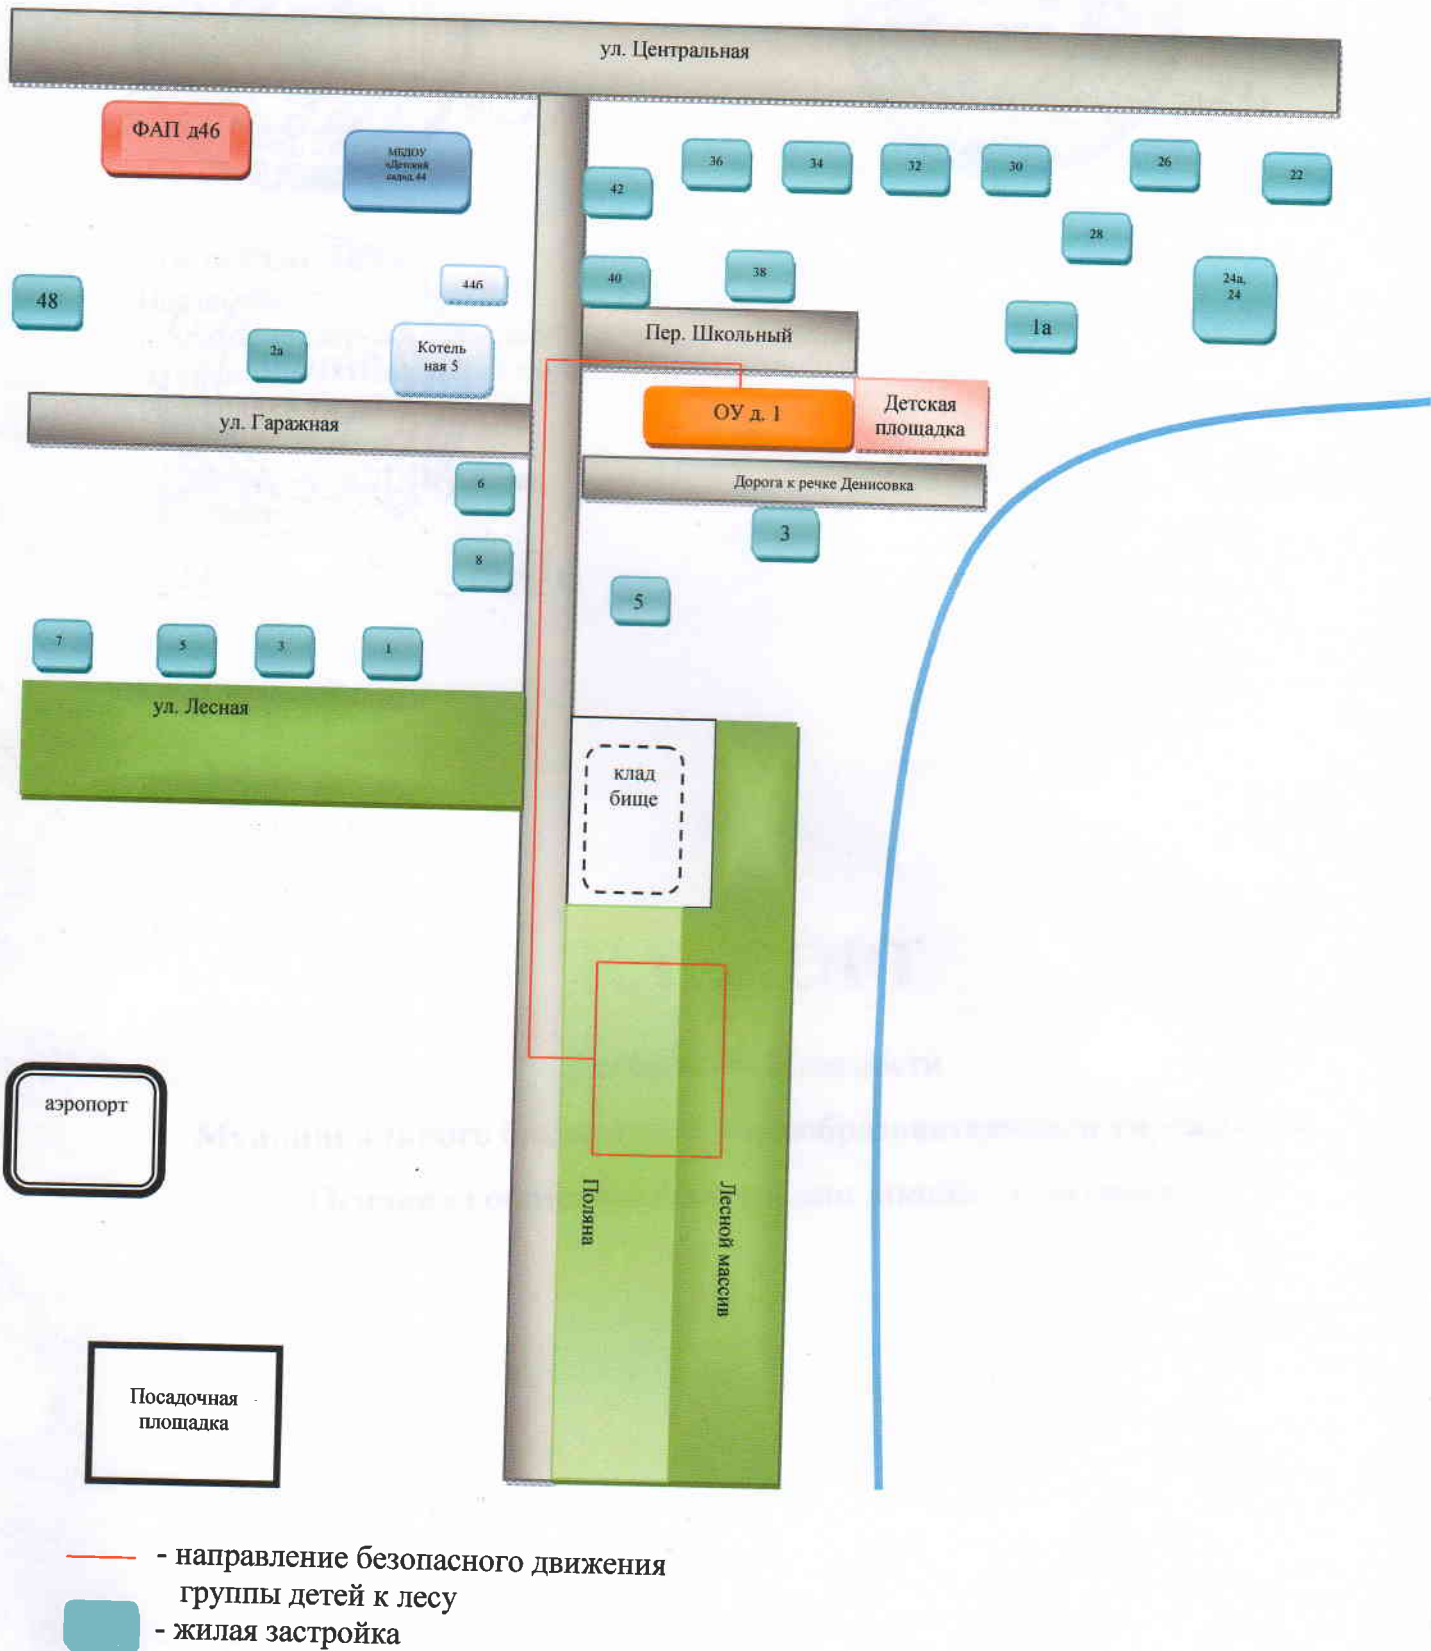 ул. Центральная
ФАП д46
МБДОУ
«Детский
садод.44
42
36
34
32
30
26
22
28
40
38
24а,
24
44б
48
1а
2а
Котель
ная 5
Пер. Школьный
ул. Гаражная
ОУ д. 1
Детская
площадка
6
Дорога к речке Денисовка
3
8
5
7
5
3
1
ул. Лесная
клад
бище
аэропорт
Поляна
Лесной массив
Посадочная
площадка
- направление безопасного движения
группы детей к лесу
- жилая застройка